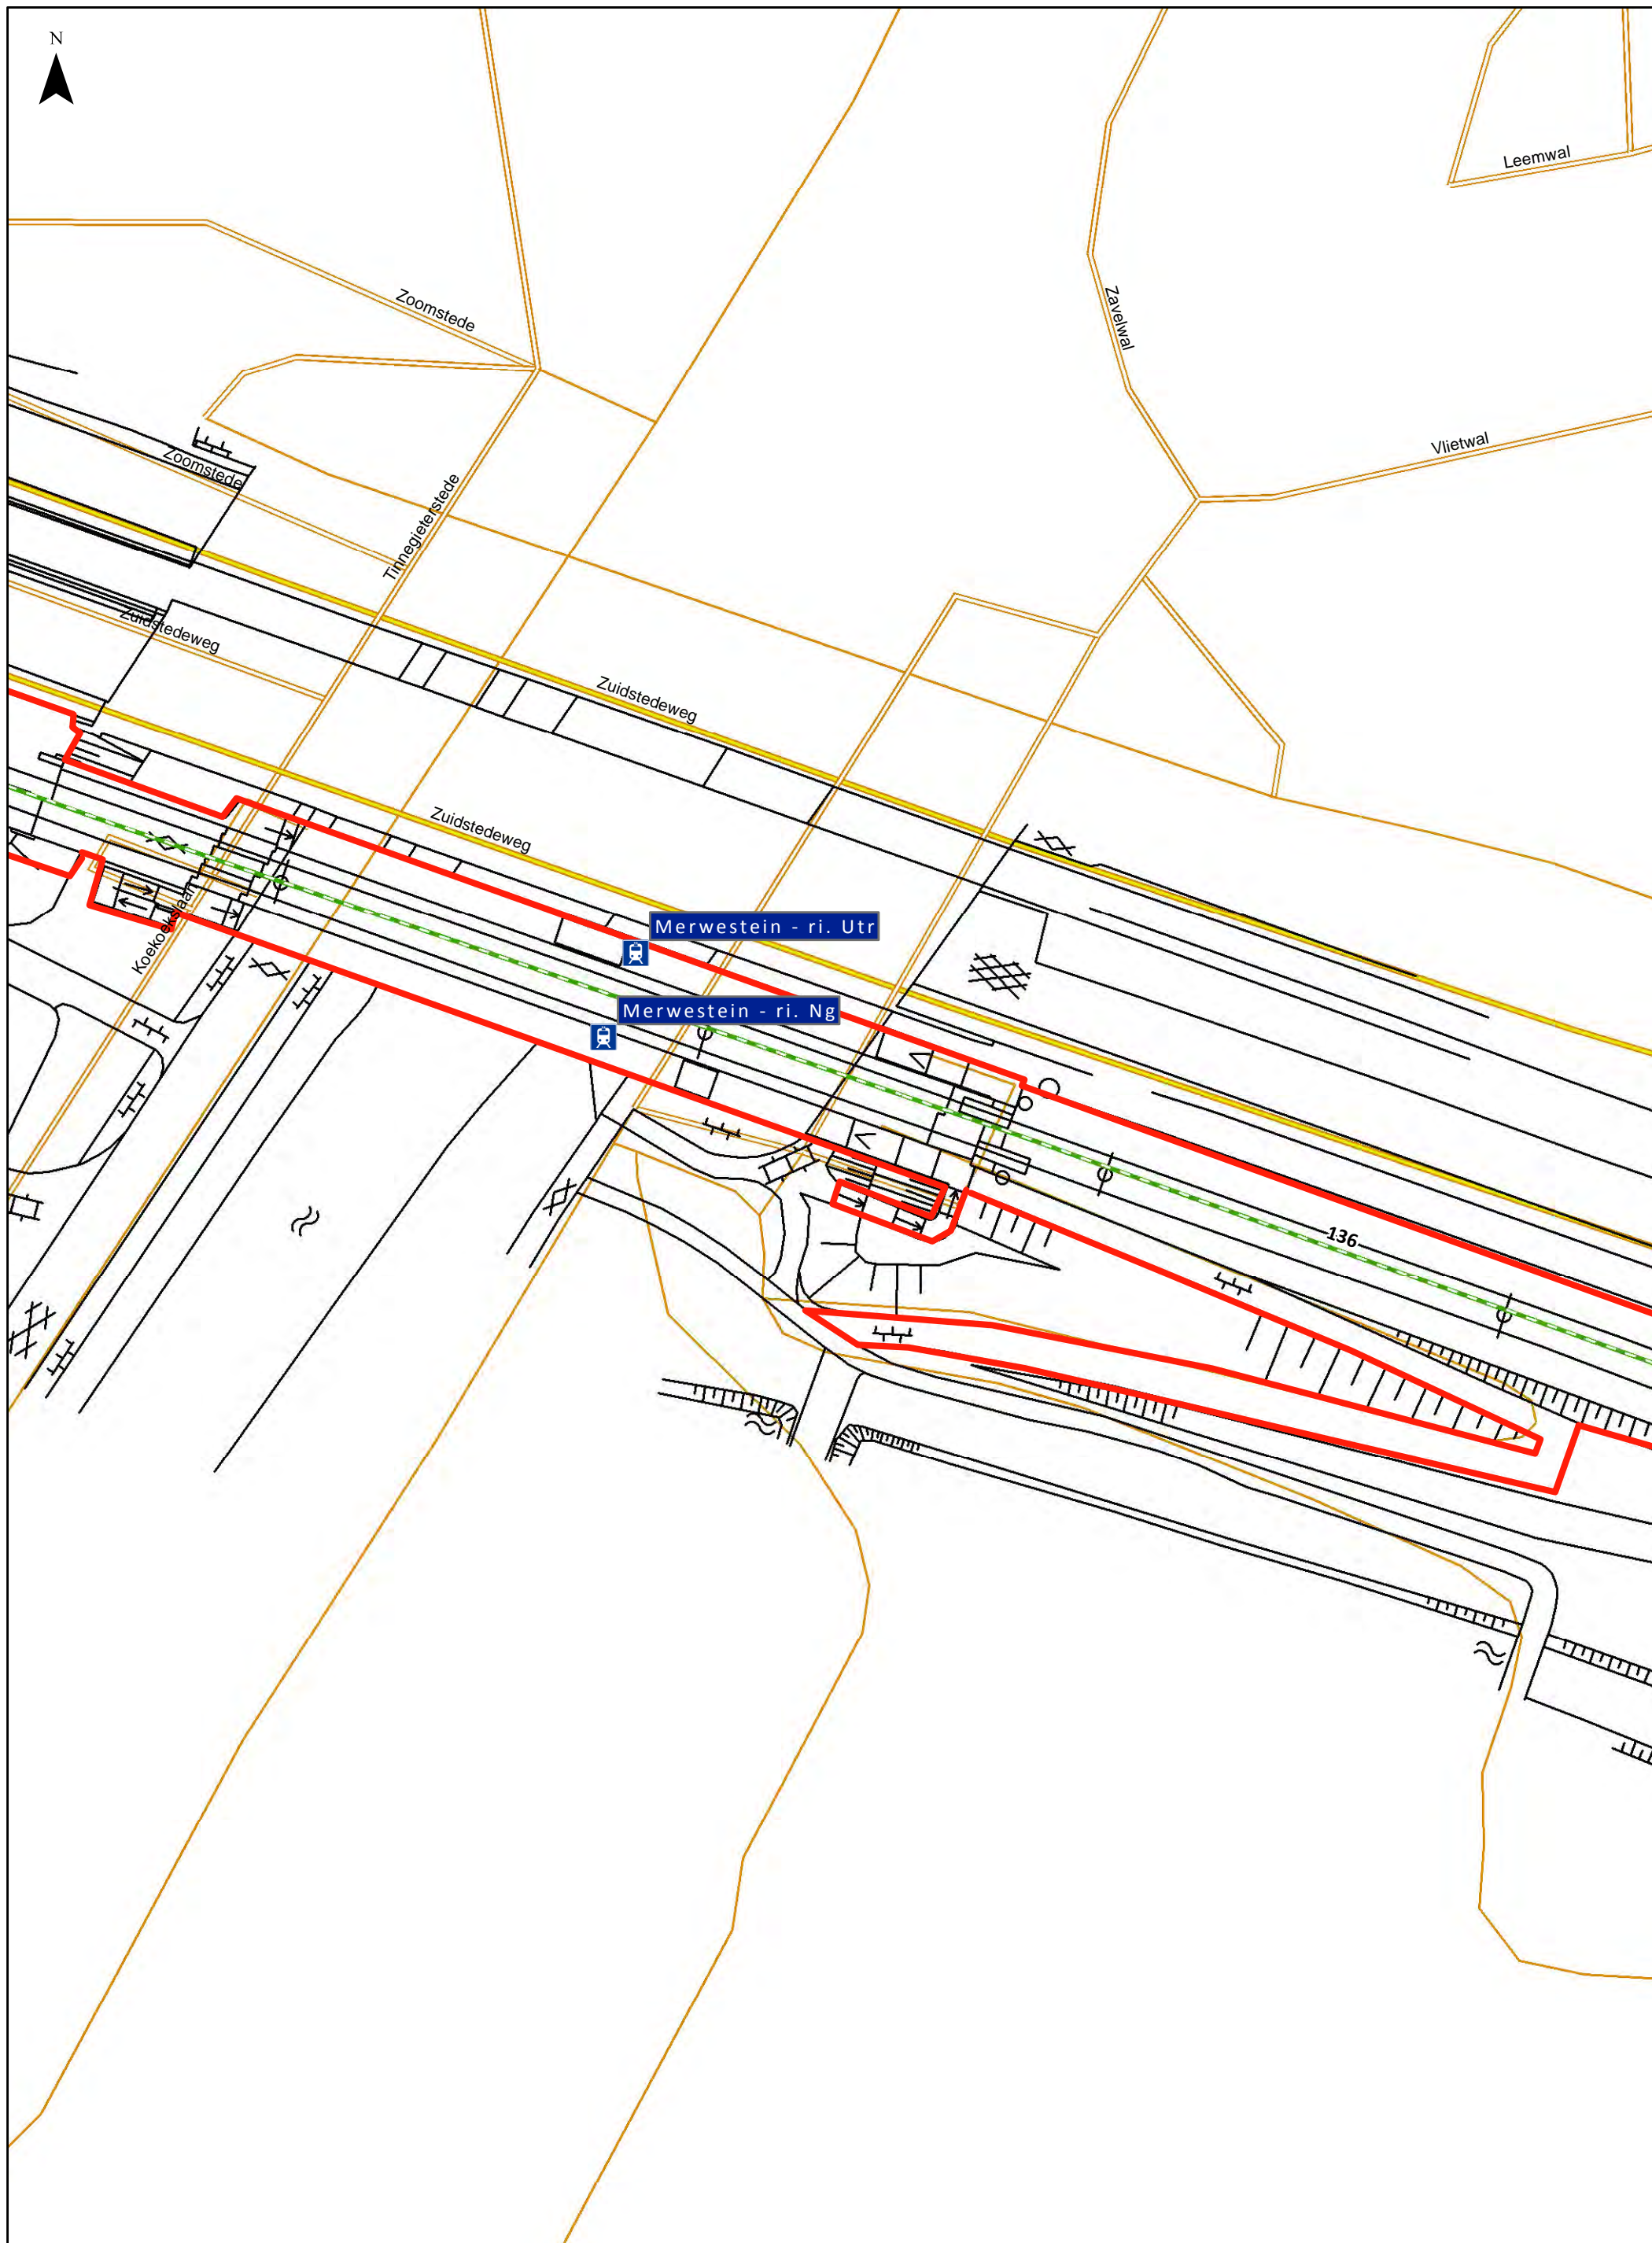 N
Leemwal
Zoomstede
Zavelwal
Vlietwal
Zoomstede
Tinnegieterstede
Zuidstedeweg
Zuidstedeweg
Zuidstedeweg
Koekoekslaan
Merwestein - ri. Utr
Merwestein - ri. Ng
136